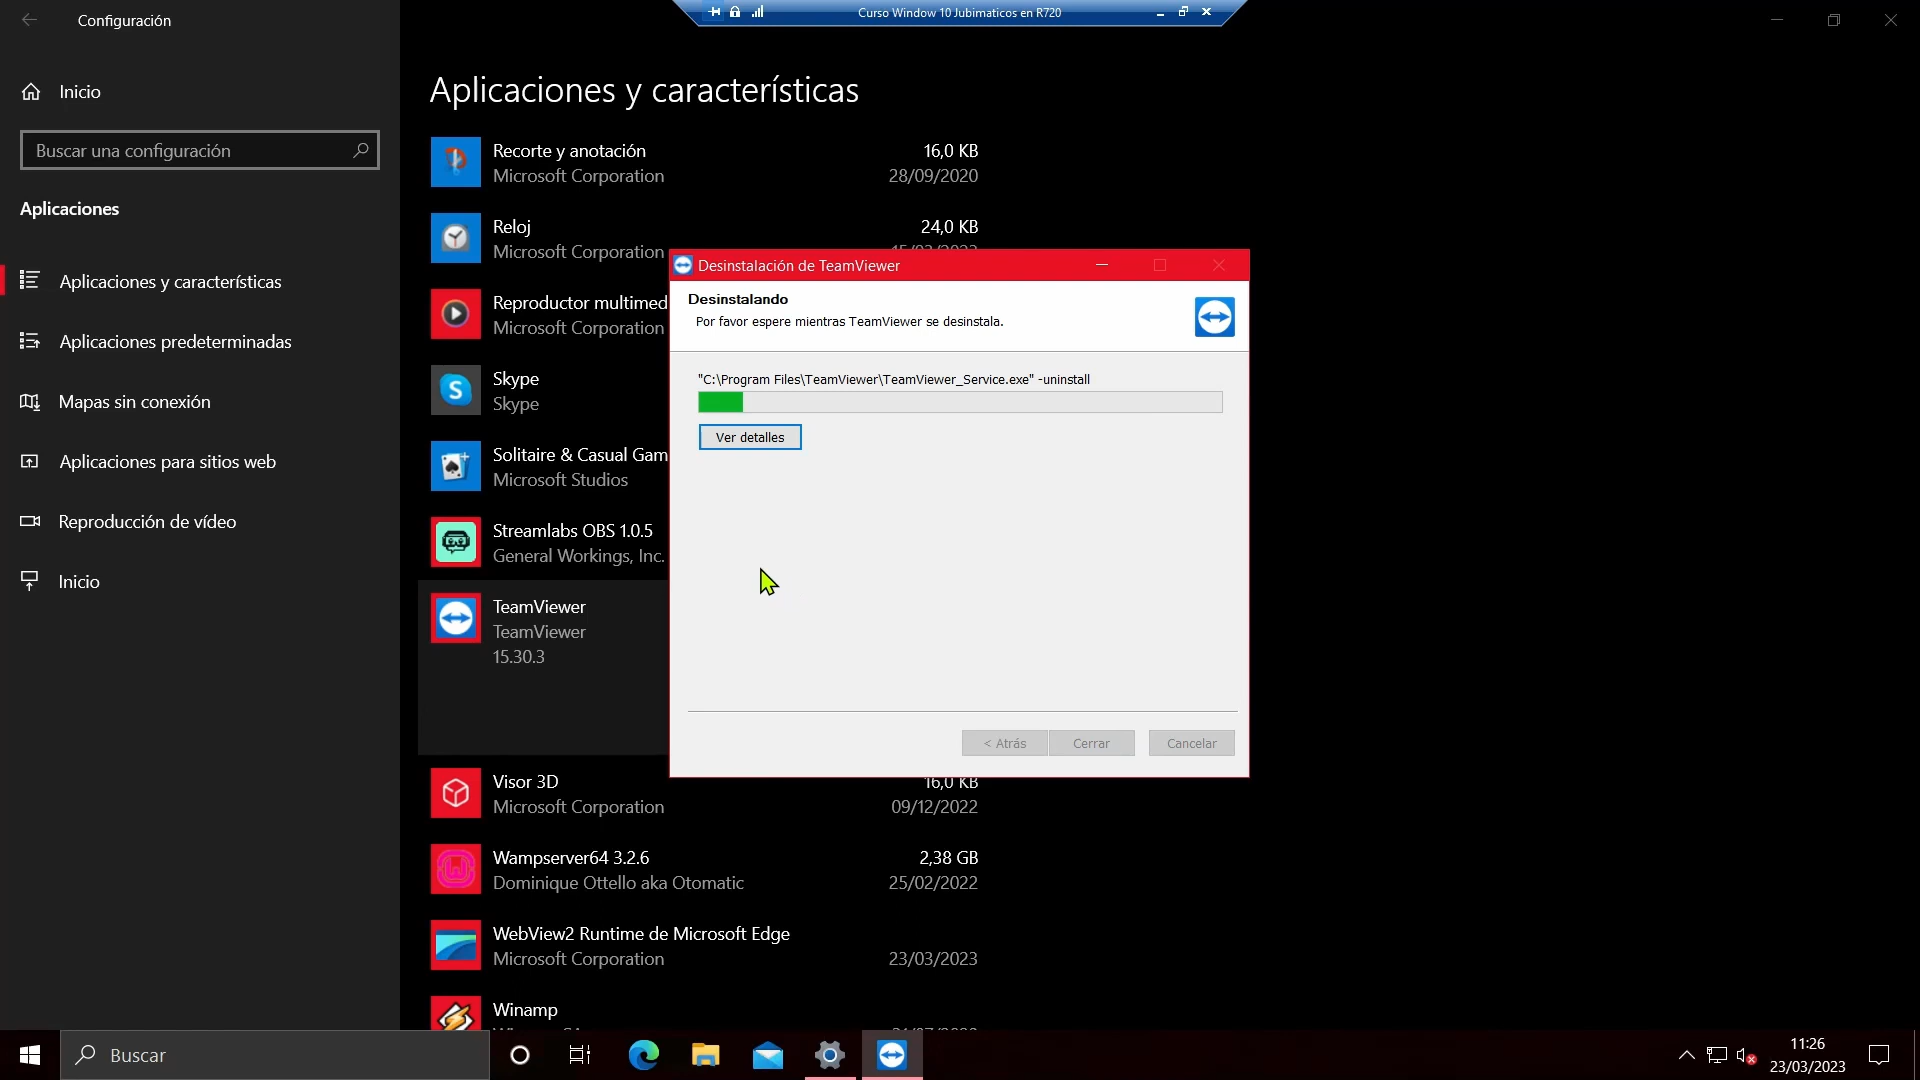 Configuración
Curso Window 10 Jubimaticos en R720
Inicio
Buscar una configuración
Aplicaciones
Aplicaciones y características
Aplicaciones predeterminadas
Mapas sin conexión
Aplicaciones para sitios web
Reproducción de vídeo
Inicio
Aplicaciones y características
Recorte y anotación
16,0 KB
Microsoft Corporation
28/09/2020
Reloj
24,0 KB
Microsoft Corporation
Reproductor multimed
Microsoft Corporation
Skype
Skype
Solitaire & Casual Gam
Microsoft Studios
Streamlabs OBS 1.0.5
General Workings, Inc.
TeamViewer
TeamViewer
15.30.3
Desinstalación de TeamViewer
Desinstalando
Por favor espere mientras TeamViewer se desinstala.
"C:\Program Files\TeamViewer\TeamViewer_Service.exe" -uninstall
Ver detalles
< Atrás
Cerrar
Cancelar
Visor 3D
16,0 KB
Microsoft Corporation
09/12/2022
Wampserver64 3.2.6
2,38 GB
Dominique Ottello aka Otomatic
25/02/2022
WebView2 Runtime de Microsoft Edge
Microsoft Corporation
23/03/2023
Winamp
Buscar
11:26
23/03/2023